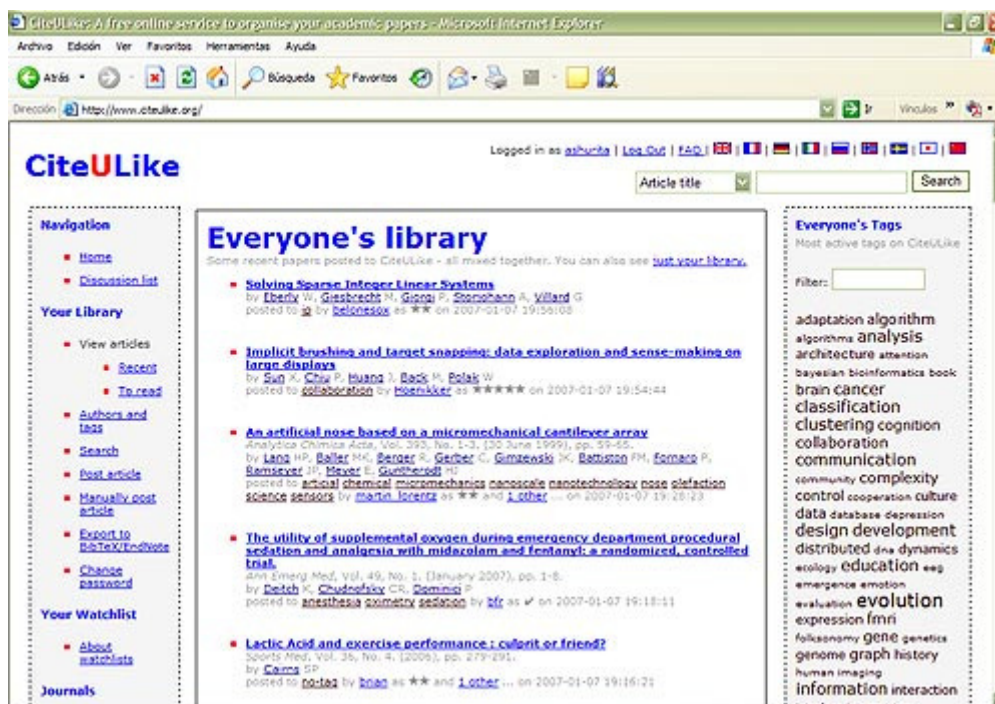 CiteULike: A free online service to organise your academic papers - Microsoft Internet Explorer
Archivo Edición Ver Favoritos Herramientas Ayuda
Atrás Búsqueda Favoritos
Dirección http://www.citeulike.org/ Ir Vínculos
CiteULike
Logged in as ashurita | Log Out | FAQ |
Article title Search
Navigation
Home
Discussion list
Your Library
View articles
Recent
To read
Authors and
tags
Search
Post article
Manually post
article
Export to
BibTeX/EndNote
Change
password
Your Watchlist
About
watchlists
Journals
Everyone's library
Some recent papers posted to CiteULike - all mixed together. You can also see just your library.
Solving Sparse Integer Linear Systems
by Eberly W, Giesbrecht M, Giorgi P, Storjohann A, Villard G
posted to by belonesox as ★★ on 2007-01-07 19:56:08
Implicit brushing and target snapping: data exploration and sense-making on
large displays
by Sun X, Chiu P, Huang J, Back M, Polak W
posted to collaboration by Hoenikker as ★★★★★ on 2007-01-07 19:54:44
An artificial nose based on a micromechanical cantilever array
Analytica Chimica Acta, Vol. 393, No. 1-3. (30 June 1999), pp. 59-65.
by Lang HP, Baller MK, Berger R, Gerber C, Gimzewski JK, Battiston FM, Fornaro P,
Ramseyer JP, Meyer E, Guntherodt HJ
posted to articial chemical micromechanics nanoscale nanotechnology nose olefaction
science sensors by martin_lorentz as ★★ and 1 other ... on 2007-01-07 19:28:23
The utility of supplemental oxygen during emergency department procedural
sedation and analgesia with midazolam and fentanyl: a randomized, controlled
trial.
Ann Emerg Med, Vol. 49, No. 1. (January 2007), pp. 1-8.
by Deitch K, Chudnofsky CR, Dominici P
posted to anesthesia oximetry sedation by bfr as ✔ on 2007-01-07 19:18:11
Lactic Acid and exercise performance : culprit or friend?
Sports Med, Vol. 36, No. 4. (2006), pp. 279-291.
by Cairns SP
posted to no-tag by brian as ★★ and 1 other ... on 2007-01-07 19:16:21
Everyone's Tags
Most active tags on CiteULike
Filter:
adaptation algorithm
algorithms analysis
architecture attention
bayesian bioinformatics book
brain cancer
classification
clustering cognition
collaboration
communication
community complexity
control cooperation culture
data database depression
design development
distributed dna dynamics
ecology education eeg
emergence emotion
evaluation evolution
expression fmri
folksonomy gene genetics
genome graph history
human imaging
information interaction